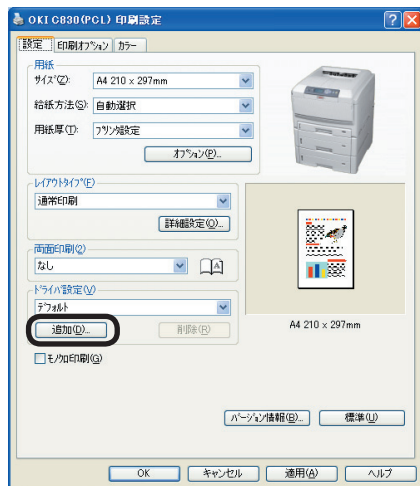 OKI C830(PCL) 印刷設定
設定 印刷オプション カラー
用紙
サイズ(Z): A4 210 x 297mm
給紙方法(S): 自動選択
用紙厚(T): プリンタ設定
オプション(P)...
レイアウトタイプ(F)
通常印刷
詳細設定(O)...
両面印刷(2)
なし
ドライバ設定(V)
デフォルト
追加(D)... 削除(R)
A4 210 x 297mm
モノクロ印刷(G)
バージョン情報(B)... 標準(U)
OK キャンセル 適用(A) ヘルプ